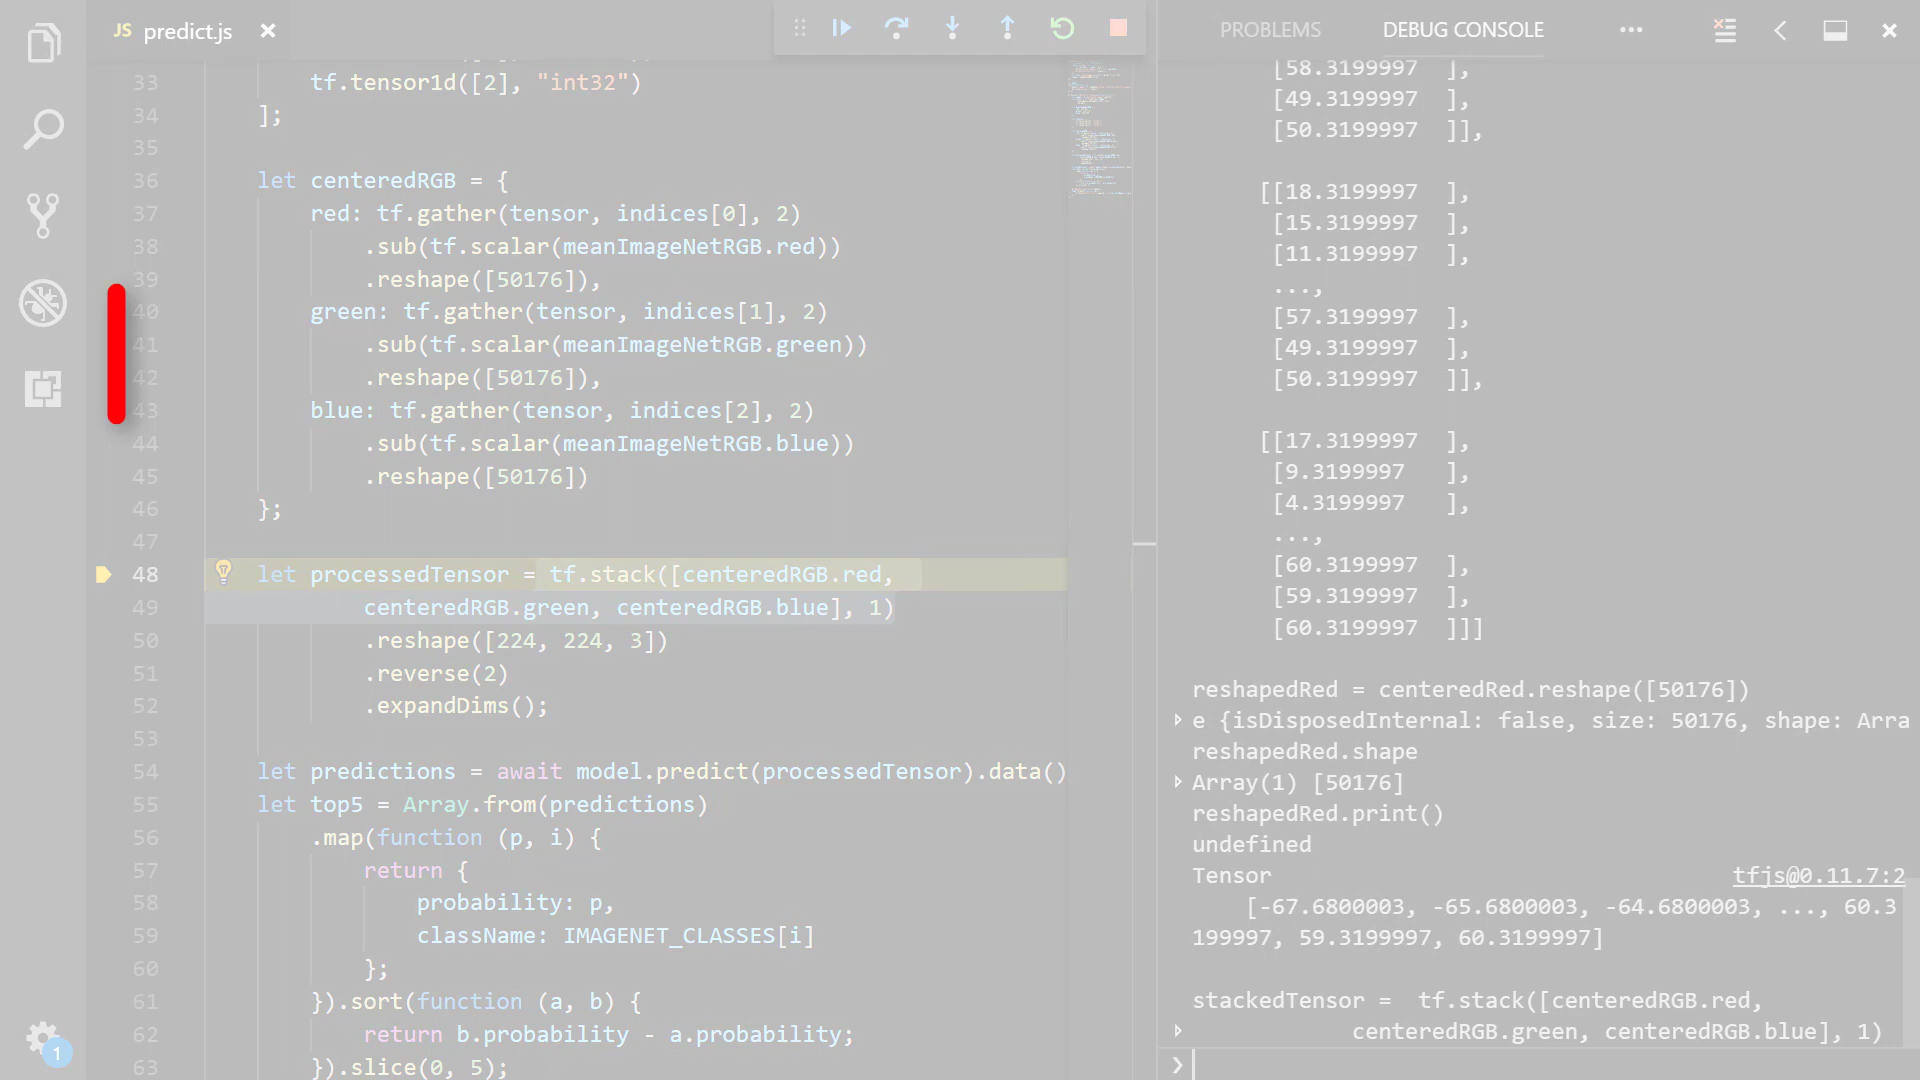 JS predict.js
PROBLEMS DEBUG CONSOLE
33 tf.tensor1d([2], "int32")
34 ];
35
36 let centeredRGB = {
37 red: tf.gather(tensor, indices[0], 2)
38 .sub(tf.scalar(meanImageNetRGB.red))
39 .reshape([50176]),
40 green: tf.gather(tensor, indices[1], 2)
41 .sub(tf.scalar(meanImageNetRGB.green))
42 .reshape([50176]),
43 blue: tf.gather(tensor, indices[2], 2)
44 .sub(tf.scalar(meanImageNetRGB.blue))
45 .reshape([50176])
46 };
47
48 let processedTensor = tf.stack([centeredRGB.red,
49 centeredRGB.green, centeredRGB.blue], 1)
50 .reshape([224, 224, 3])
51 .reverse(2)
52 .expandDims();
53
54 let predictions = await model.predict(processedTensor).data()
55 let top5 = Array.from(predictions)
56 .map(function (p, i) {
57 return {
58 probability: p,
59 className: IMAGENET_CLASSES[i]
60 };
61 }).sort(function (a, b) {
62 return b.probability - a.probability;
63 }).slice(0, 5);
1
[58.3199997 ],
[49.3199997 ],
[50.3199997 ]],
[[18.3199997 ],
[15.3199997 ],
[11.3199997 ],
...,
[57.3199997 ],
[49.3199997 ],
[50.3199997 ]],
[[17.3199997 ],
[9.3199997 ],
[4.3199997 ],
...,
[60.3199997 ],
[59.3199997 ],
[60.3199997 ]]]
reshapedRed = centeredRed.reshape([50176])
e {isDisposedInternal: false, size: 50176, shape: Arra
reshapedRed.shape
Array(1) [50176]
reshapedRed.print()
undefined
Tensor tfjs@0.11.7:2
[-67.6800003, -65.6800003, -64.6800003, ..., 60.3
199997, 59.3199997, 60.3199997]
stackedTensor = tf.stack([centeredRGB.red,
centeredRGB.green, centeredRGB.blue], 1)